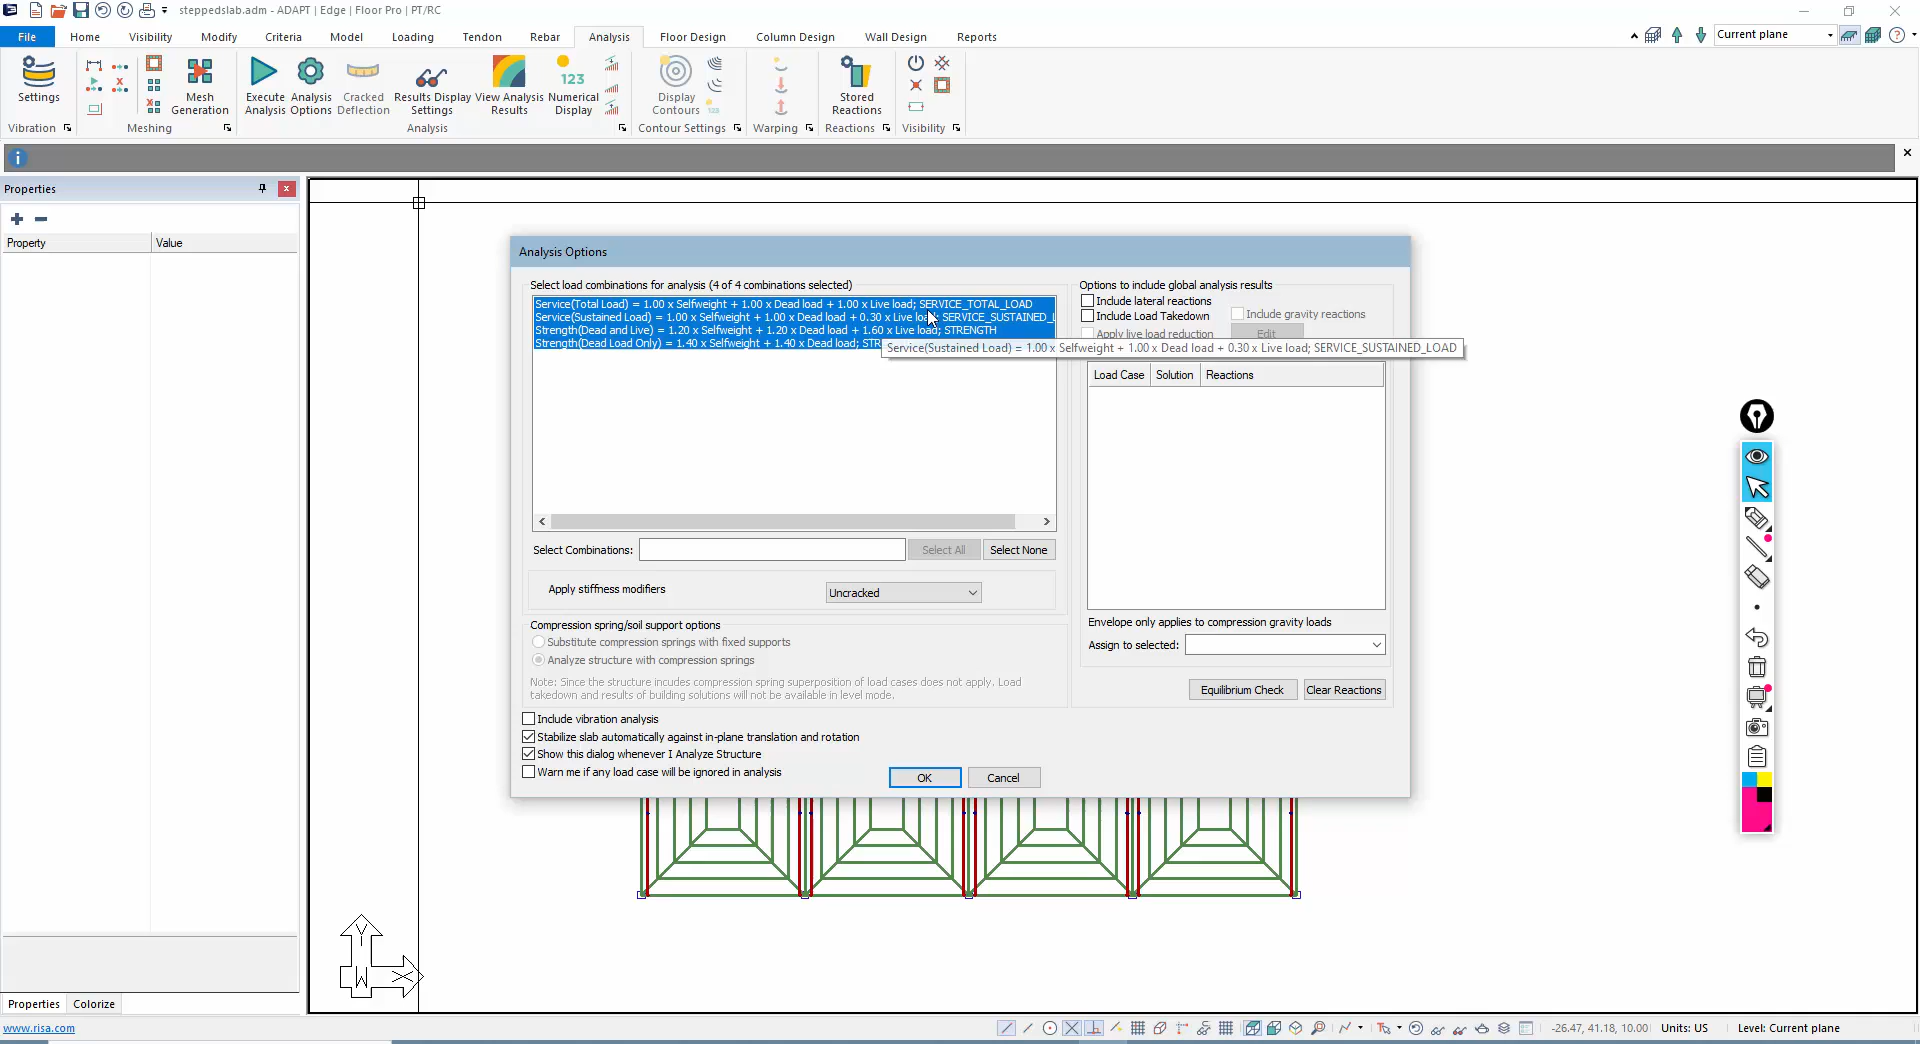 steppedslab.adm - ADAPT | Edge | Floor Pro | PT/RC
File Home Visibility Modify Criteria Model Loading Tendon Rebar Analysis Floor Design Column Design Wall Design Reports Current plane
Settings
Mesh Generation
Execute Analysis
Analysis Options
Cracked Deflection
Results Display Settings
View Analysis Results
123
Numerical Display
Display Contours
123
Stored Reactions
Vibration Meshing Analysis Contour Settings Warping Reactions Visibility
Properties
Property Value
Analysis Options
Select load combinations for analysis (4 of 4 combinations selected)
Service(Total Load) = 1.00 x Selfweight + 1.00 x Dead load + 1.00 x Live load; SERVICE_TOTAL_LOAD
Service(Sustained Load) = 1.00 x Selfweight + 1.00 x Dead load + 0.30 x Live load; SERVICE_SUSTAINED_L
Strength(Dead and Live) = 1.20 x Selfweight + 1.20 x Dead load + 1.60 x Live load; STRENGTH
Strength(Dead Load Only) = 1.40 x Selfweight + 1.40 x Dead load; STR
Service(Sustained Load) = 1.00 x Selfweight + 1.00 x Dead load + 0.30 x Live load; SERVICE_SUSTAINED_LOAD
Select Combinations: Select All Select None
Apply stiffness modifiers Uncracked
Compression spring/soil support options
Substitute compression springs with fixed supports
Analyze structure with compression springs
Note: Since the structure incudes compression spring superposition of load cases does not apply. Load
takedown and results of building solutions will not be available in level mode.
Include vibration analysis
Stabilize slab automatically against in-plane translation and rotation
Show this dialog whenever I Analyze Structure
Warn me if any load case will be ignored in analysis
OK Cancel
Options to include global analysis results
Include lateral reactions
Include Load Takedown Include gravity reactions
Apply live load reduction Edit
Load Case Solution Reactions
Envelope only applies to compression gravity loads
Assign to selected:
Equilibrium Check Clear Reactions
Y
W X
Properties Colorize
www.risa.com
-26.47, 41.18, 10.00 Units: US Level: Current plane